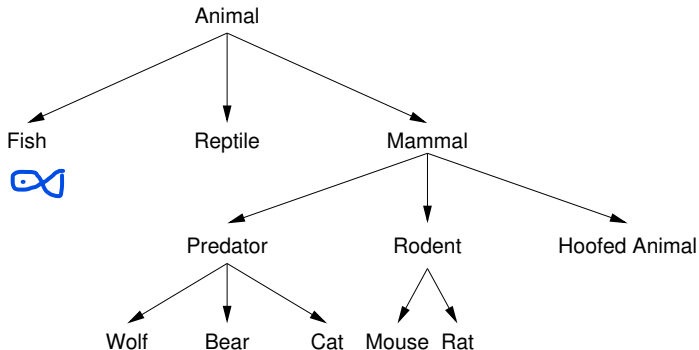 Animal
Fish Reptile Mammal
Predator Rodent Hoofed Animal
Wolf Bear Cat Mouse Rat